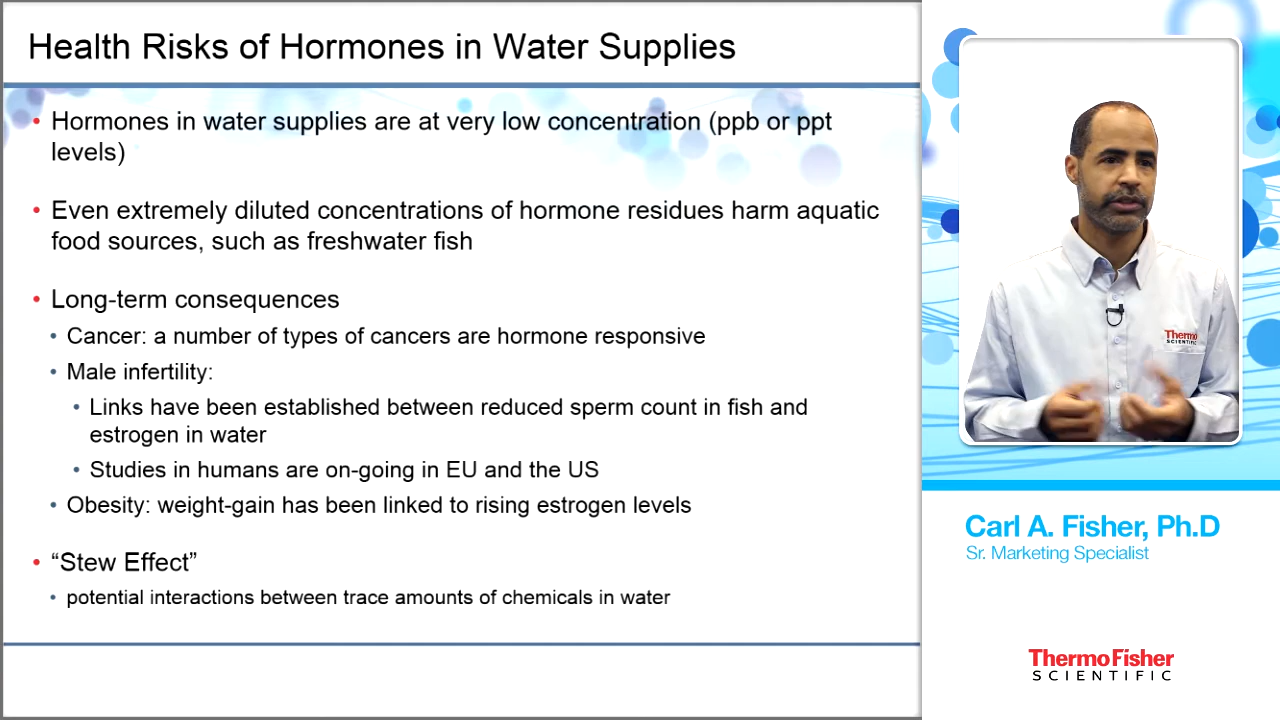 Health Risks of Hormones in Water Supplies
• Hormones in water supplies are at very low concentration (ppb or ppt
levels)
• Even extremely diluted concentrations of hormone residues harm aquatic
food sources, such as freshwater fish
• Long-term consequences
• Cancer: a number of types of cancers are hormone responsive
• Male infertility:
• Links have been established between reduced sperm count in fish and
estrogen in water
• Studies in humans are on-going in EU and the US
• Obesity: weight-gain has been linked to rising estrogen levels
• “Stew Effect”
• potential interactions between trace amounts of chemicals in water
Thermo
SCIENTIFIC
Carl A. Fisher, Ph.D
Sr. Marketing Specialist
ThermoFisher
SCIENTIFIC